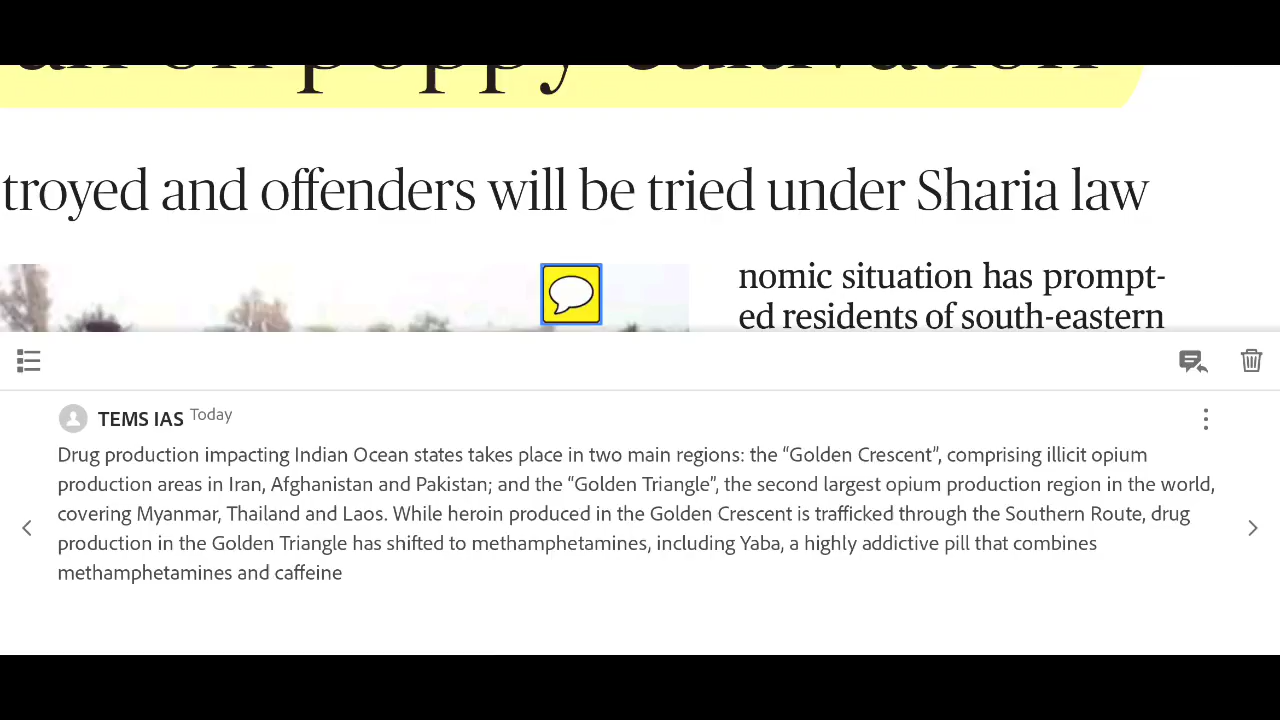 an on poppy cultivation
troyed and offenders will be tried under Sharia law
nomic situation has prompt-
ed residents of south-eastern
TEMS IAS Today
Drug production impacting Indian Ocean states takes place in two main regions: the “Golden Crescent”, comprising illicit opium
production areas in Iran, Afghanistan and Pakistan; and the “Golden Triangle”, the second largest opium production region in the world,
covering Myanmar, Thailand and Laos. While heroin produced in the Golden Crescent is trafficked through the Southern Route, drug
production in the Golden Triangle has shifted to methamphetamines, including Yaba, a highly addictive pill that combines
methamphetamines and caffeine